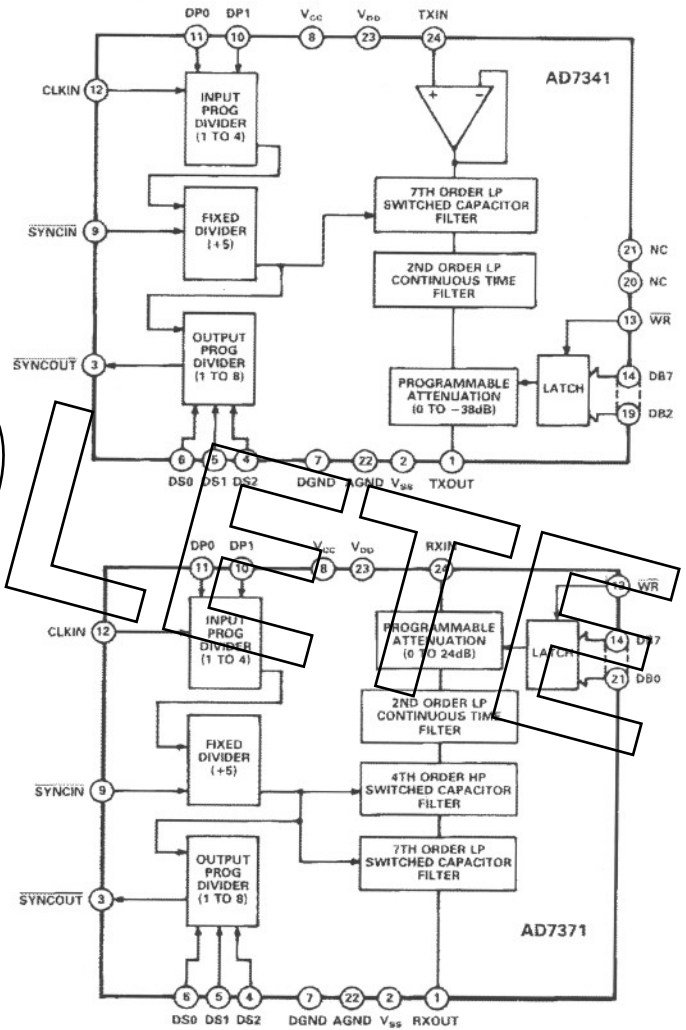 DP0 DP1 VCC VDD TXIN
11 10 8 23 24
AD7341
CLKIN 12
INPUT
PROG
DIVIDER
(1 TO 4)
+ −
7TH ORDER LP
SWITCHED CAPACITOR
FILTER
SYNCIN 9
FIXED
DIVIDER
(+5)
21 NC
20 NC
2ND ORDER LP
CONTINUOUS TIME
FILTER
13 WR
OUTPUT
PROG
DIVIDER
(1 TO 8)
SYNCOUT 3
PROGRAMMABLE
ATTENUATION
(0 TO −38dB)
LATCH
14 DB7
19 DB2
6 5 4 7 22 2 1
DS0 DS1 DS2 DGND AGND VSS TXOUT
LETE
DP0 DP1 VCC VDD RXIN
11 10 8 23 24
13 WR
CLKIN 12
INPUT
PROG
DIVIDER
(1 TO 4)
PROGRAMMABLE
ATTENUATION
(0 TO 24dB)
LATCH
14 DB7
21 DB0
2ND ORDER LP
CONTINUOUS TIME
FILTER
FIXED
DIVIDER
(+5)
SYNCIN 9
4TH ORDER HP
SWITCHED CAPACITOR
FILTER
OUTPUT
PROG
DIVIDER
(1 TO 8)
7TH ORDER LP
SWITCHED CAPACITOR
FILTER
SYNCOUT 3
AD7371
6 5 4 7 22 2 1
DS0 DS1 DS2 DGND AGND VSS RXOUT